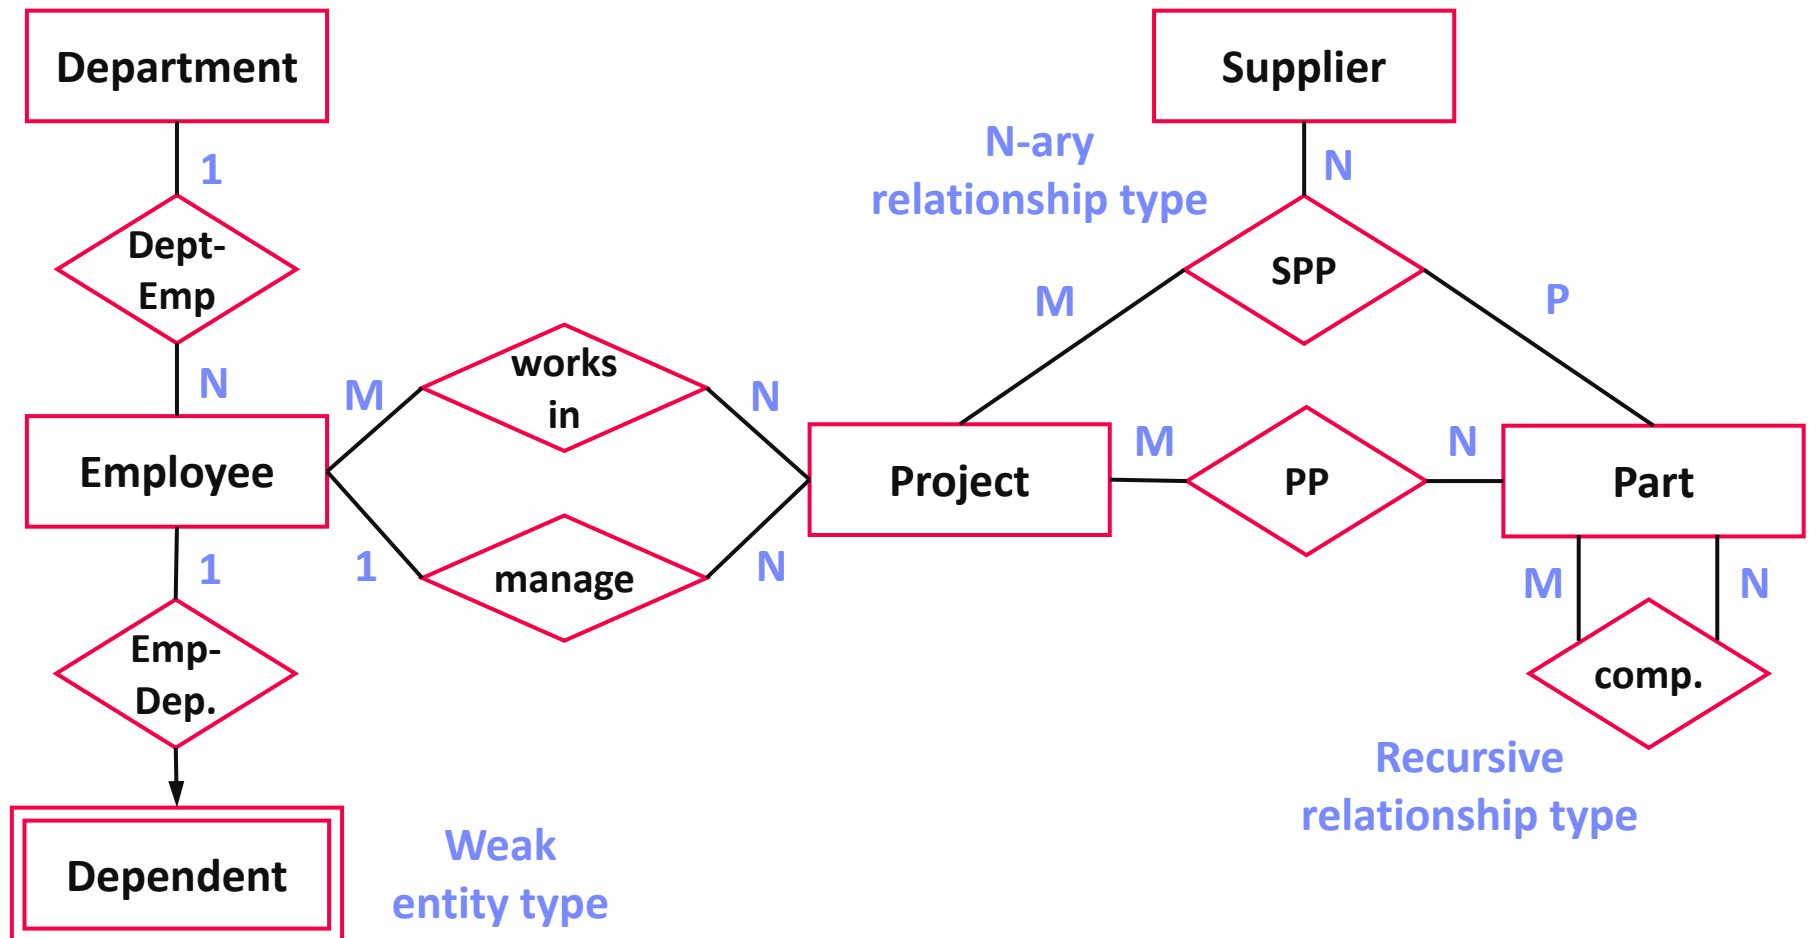 Department
Supplier
N-ary
relationship type
1
N
Dept-
Emp
SPP
M
P
works
in
N
M
N
M
N
Employee
Project
PP
Part
1
1
manage
N
M
N
Emp-
Dep.
comp.
Recursive
relationship type
Weak
entity type
Dependent